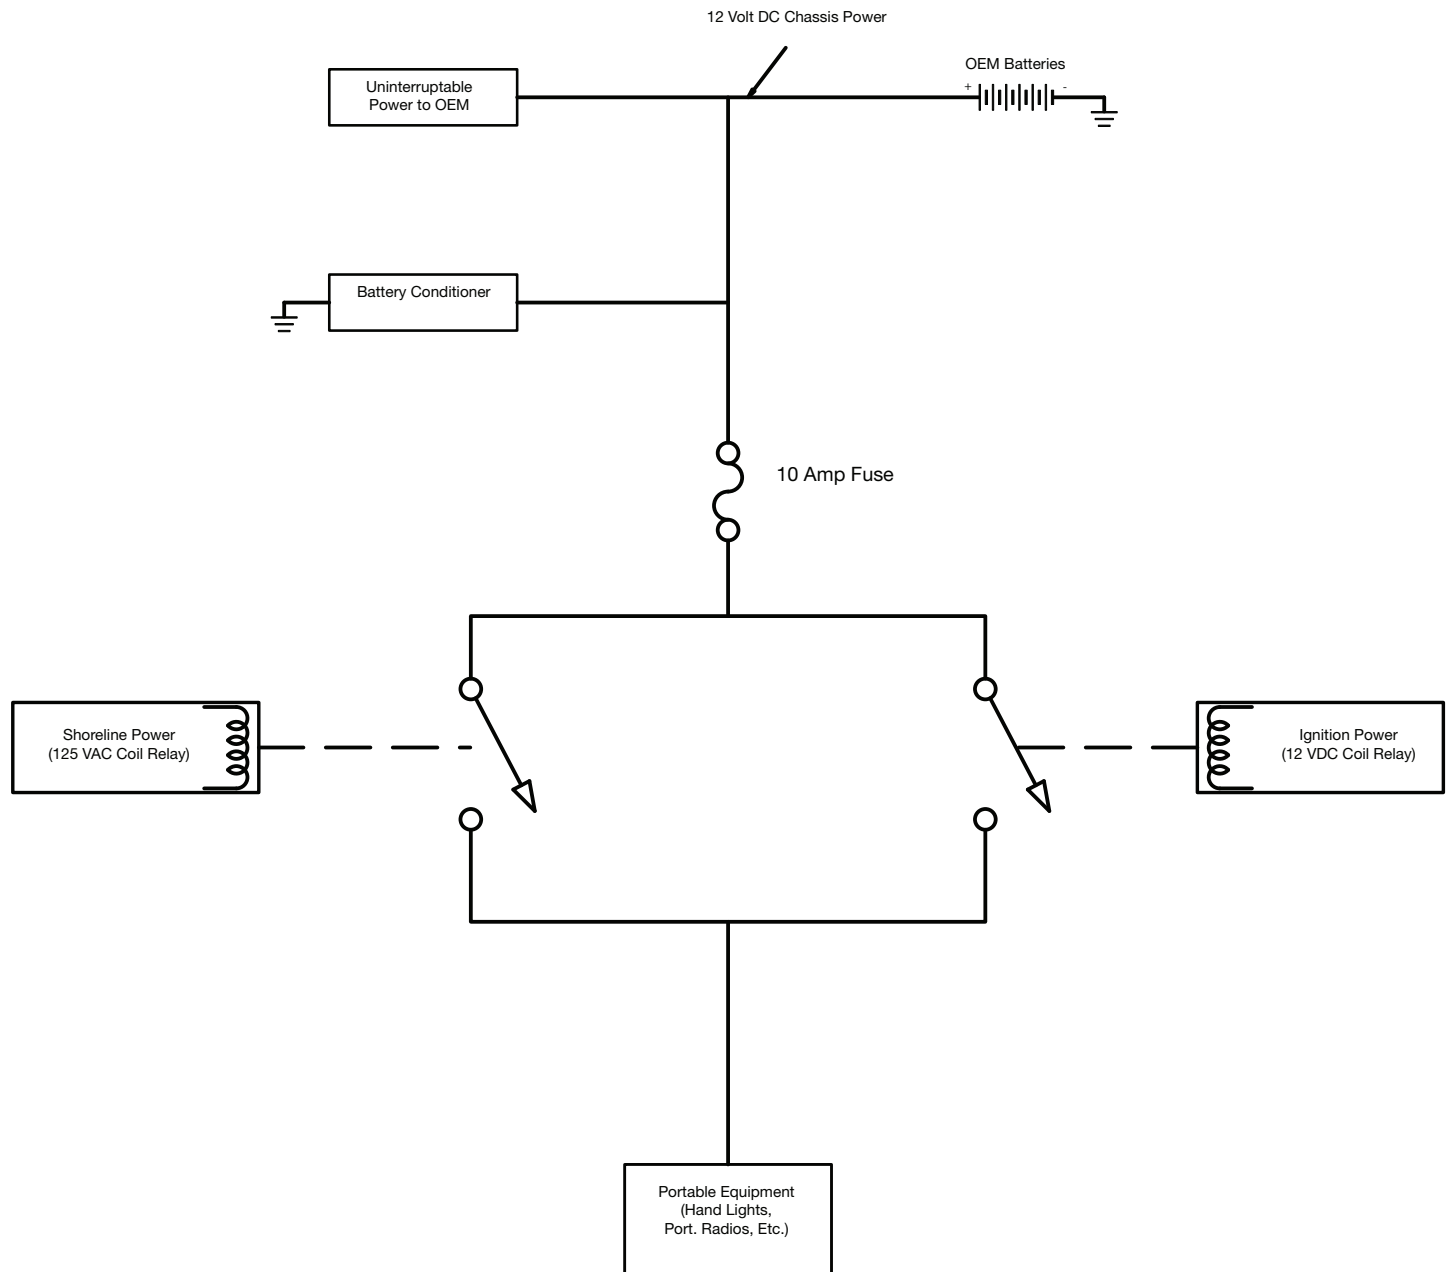 12 Volt DC Chassis Power
OEM Batteries
+ -
Uninterruptable
Power to OEM
Battery Conditioner
10 Amp Fuse
Shoreline Power
(125 VAC Coil Relay)
Ignition Power
(12 VDC Coil Relay)
Portable Equipment
(Hand Lights,
Port. Radios, Etc.)